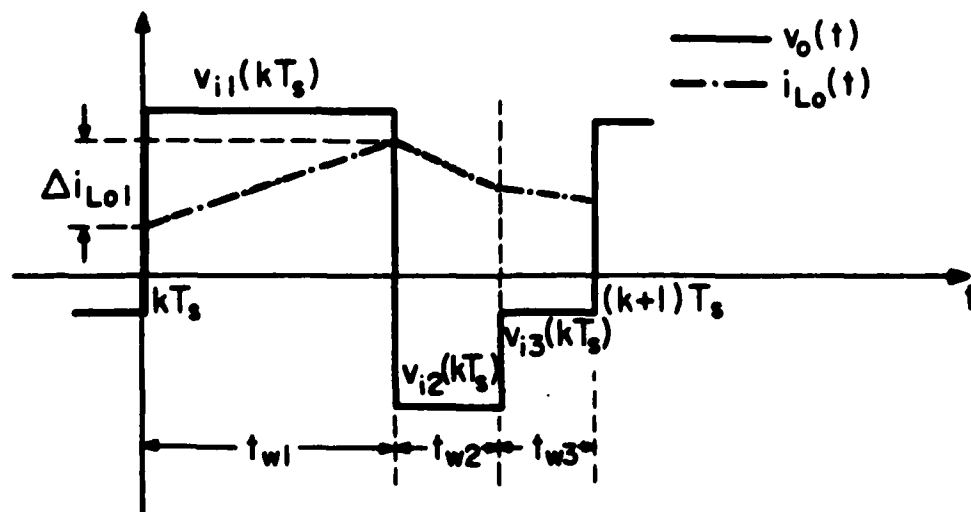 v_o(t)
i_Lo(t)
v_i1(kT_s)
Δi_Lo1
kT_s
(k+1)T_s
t
v_i3(kT_s)
v_i2(kT_s)
t_w1
t_w2
t_w3